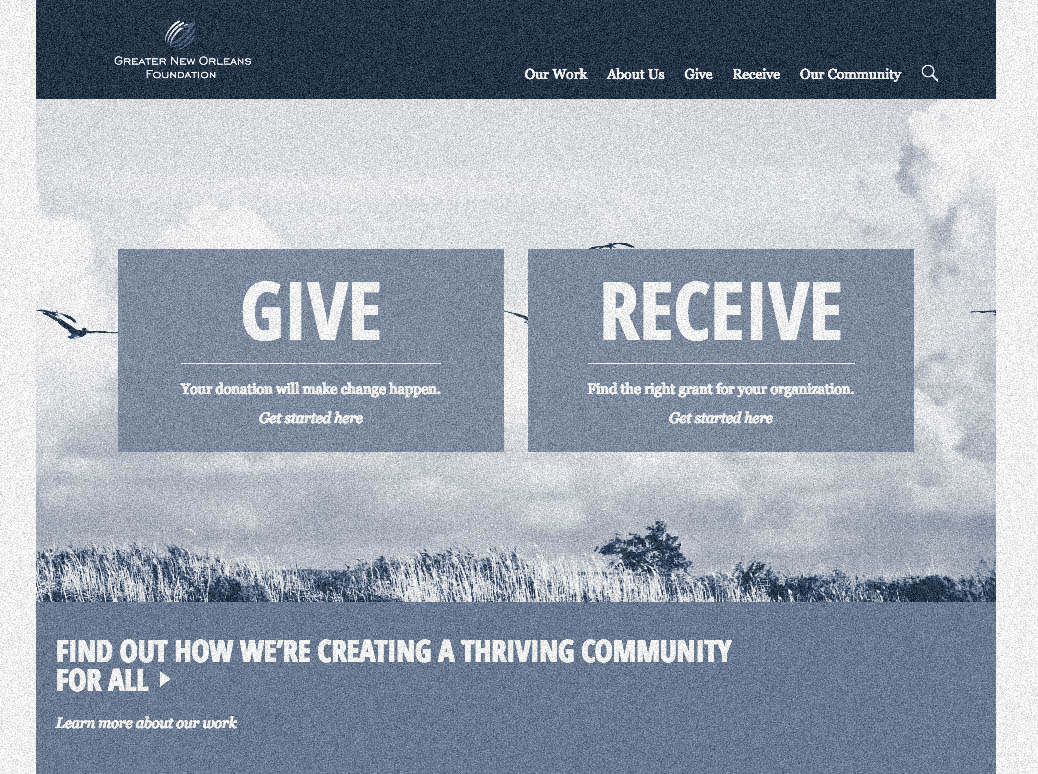 GREATER NEW ORLEANS
FOUNDATION
Our Work About Us Give Receive Our Community
GIVE
Your donation will make change happen.
Get started here
RECEIVE
Find the right grant for your organization.
Get started here
FIND OUT HOW WE'RE CREATING A THRIVING COMMUNITY
FOR ALL
Learn more about our work